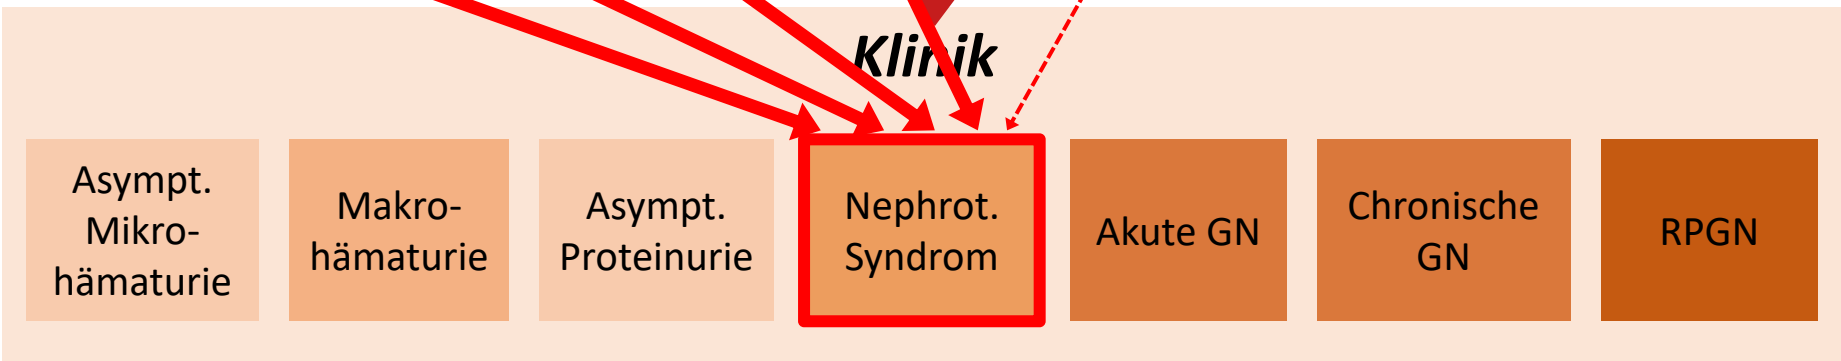 Klinik
Asympt.
Mikro-
hämaturie
Makro-
hämaturie
Asympt.
Proteinurie
Nephrot.
Syndrom
Akute GN
Chronische
GN
RPGN